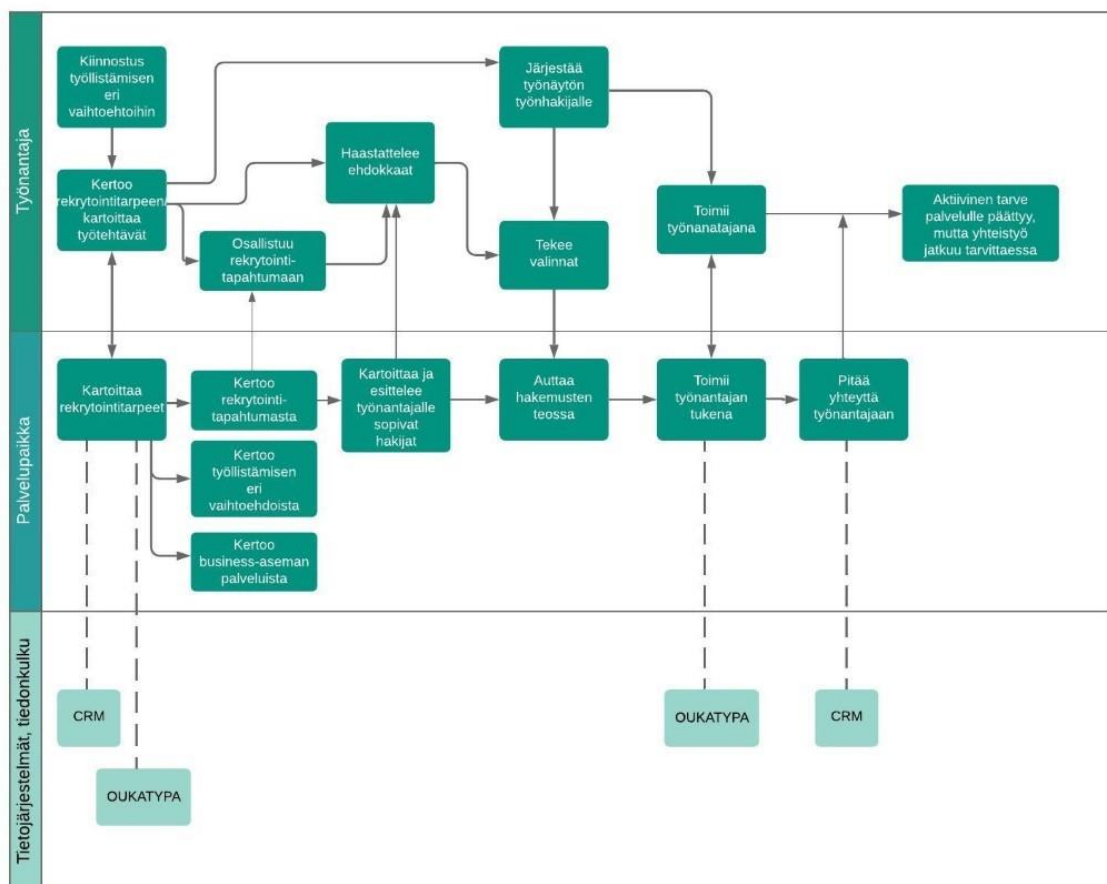 Työnantaja
Kiinnostus
työllistämisen
eri
vaihtoehtoihin
Järjestää
työnäytön
työnhakijalle
Haastattelee
ehdokkaat
Kertoo
rekrytointitarpeen/
kartoittaa
työtehtävät
Osallistuu
rekrytointi-
tapahtumaan
Tekee
valinnat
Toimii
työnanatajana
Aktiivinen tarve
palvelulle päättyy,
mutta yhteistyö
jatkuu tarvittaessa
Palvelupaikka
Kartoittaa
rekrytointitarpeet
Kertoo
rekrytointi-
tapahtumasta
Kartoittaa ja
esittelee
työnantajalle
sopivat
hakijat
Auttaa
hakemusten
teossa
Toimii
työnantajan
tukena
Pitää
yhteyttä
työnantajaan
Kertoo
työllistämisen
eri
vaihtoehdoista
Kertoo
business-aseman
palveluista
Tietojärjestelmät, tiedonkulku
CRM
OUKATYPA
OUKATYPA
CRM